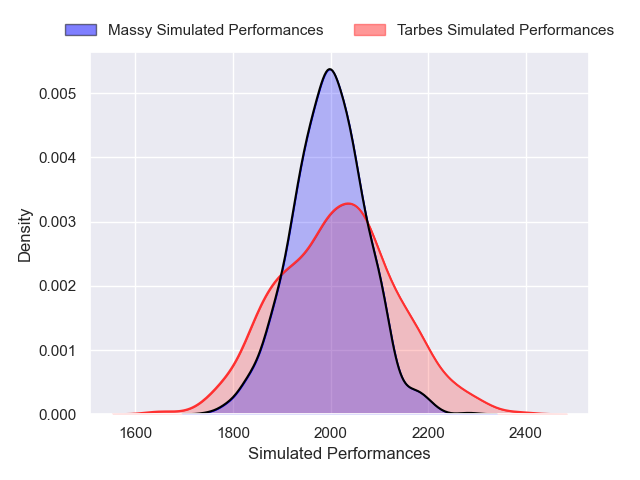 Massy Simulated Performances Tarbes Simulated Performances
0.005
0.004
0.003
0.002
0.001
0.000
Density
1600 1800 2000 2200 2400
Simulated Performances